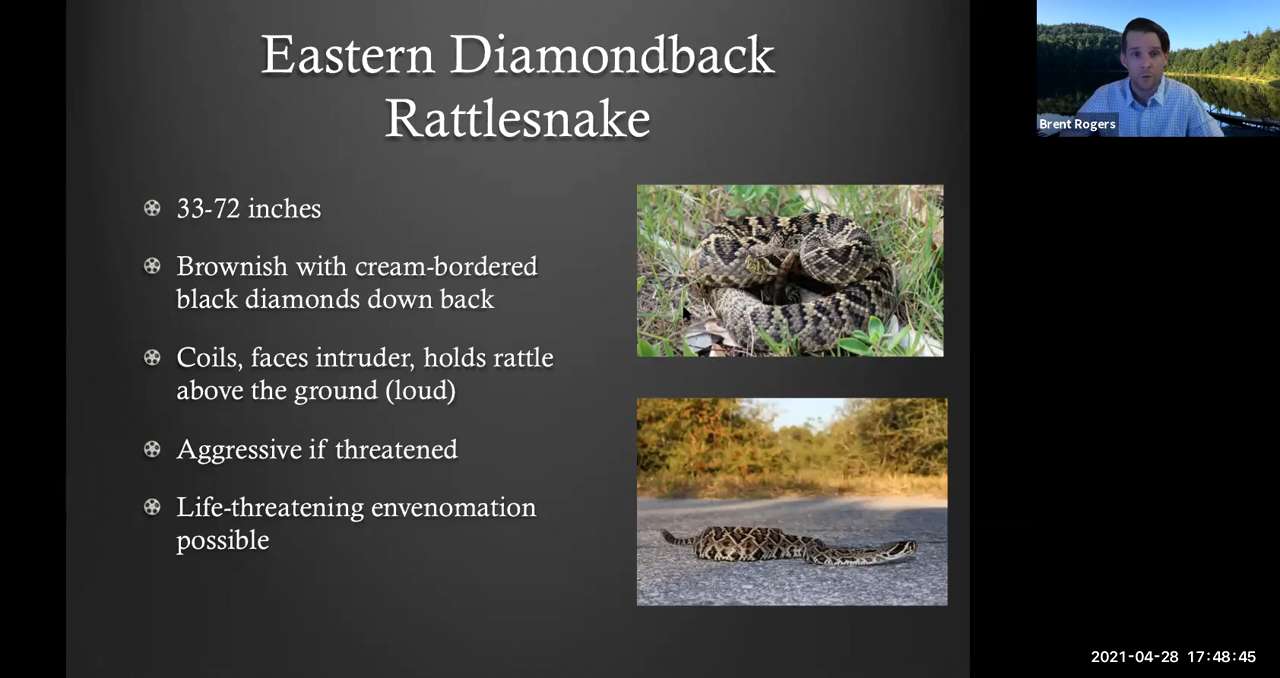 Eastern Diamondback
Rattlesnake
33-72 inches
Brownish with cream-bordered
black diamonds down back
Coils, faces intruder, holds rattle
above the ground (loud)
Aggressive if threatened
Life-threatening envenomation
possible
Brent Rogers
2021-04-28 17:48:45